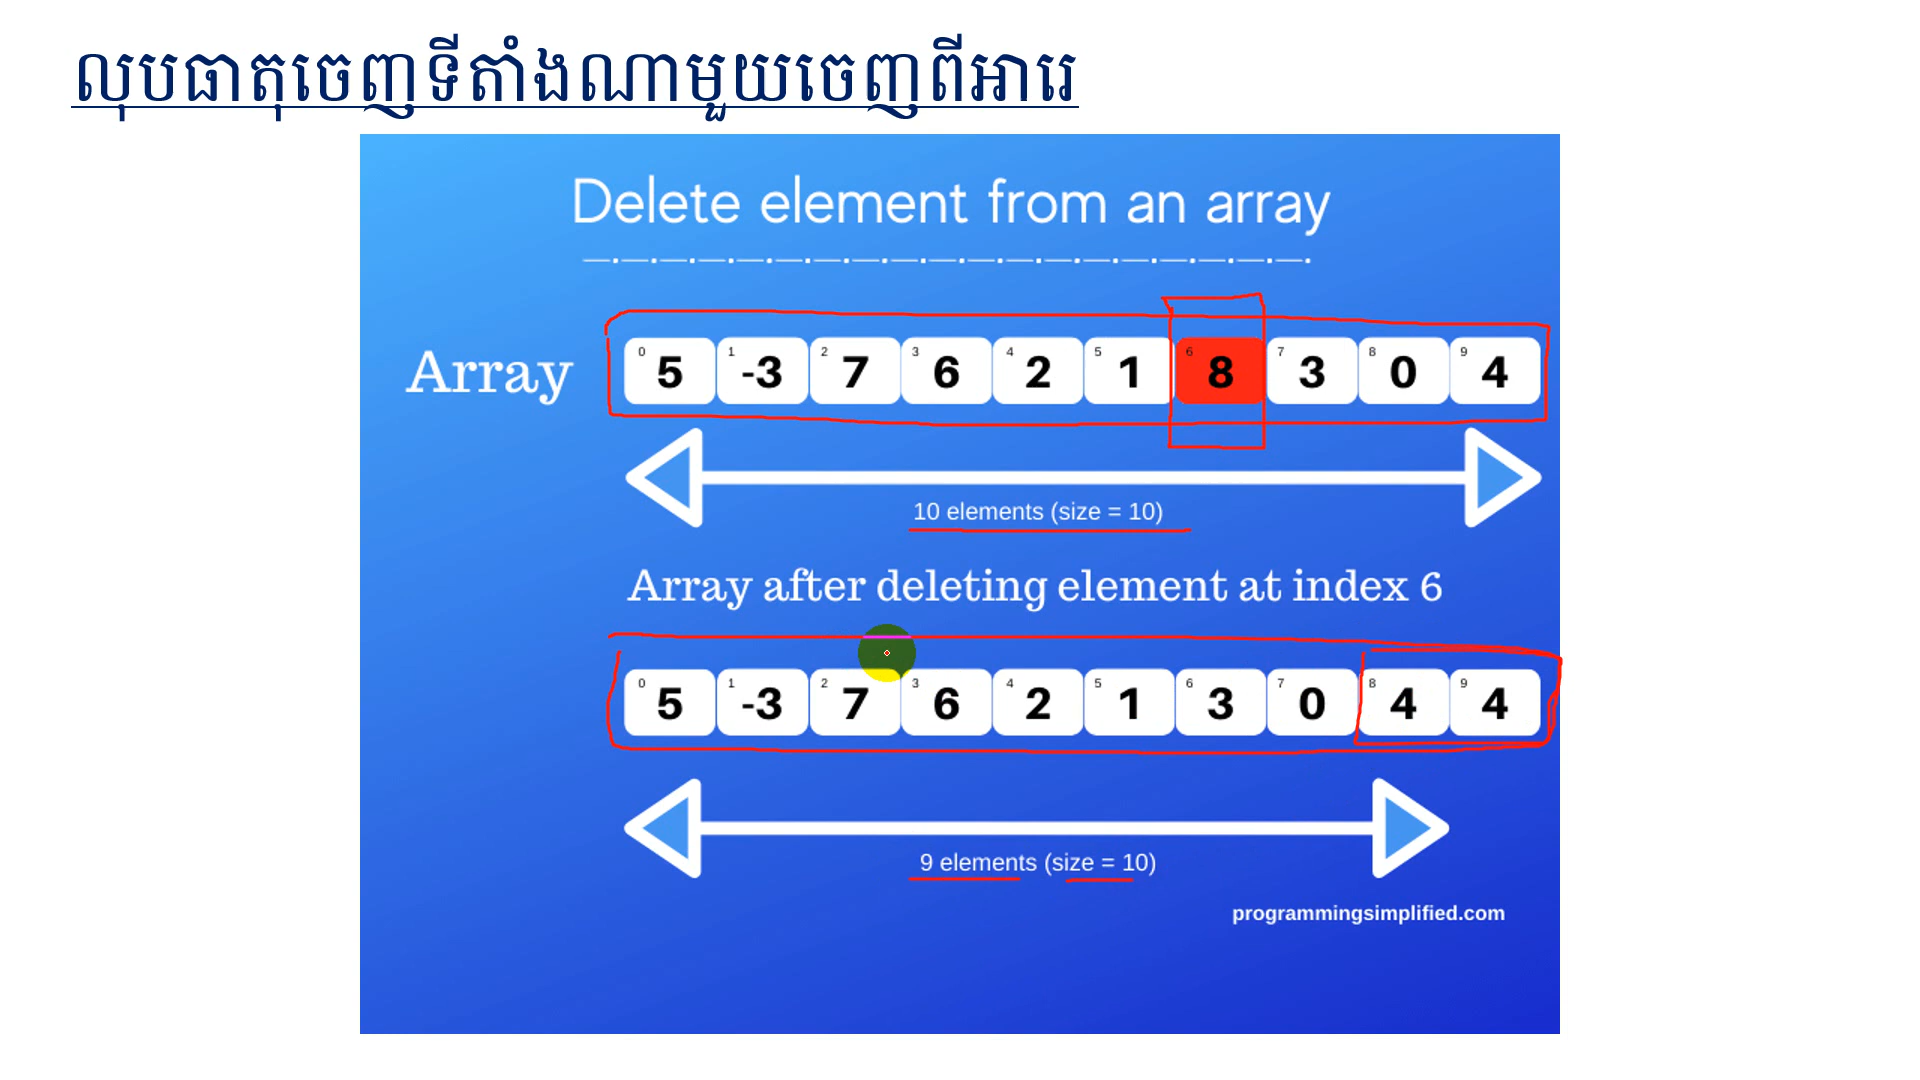 លុបធាតុចេញទីតាំងណាមួយចេញពីអារេ
Delete element from an array
Array
0 5 1 -3 2 7 3 6 4 2 5 1 6 8 7 3 8 0 9 4
10 elements (size = 10)
Array after deleting element at index 6
0 5 1 -3 2 7 3 6 4 2 5 1 6 3 7 0 8 4 9 4
9 elements (size = 10)
programmingsimplified.com